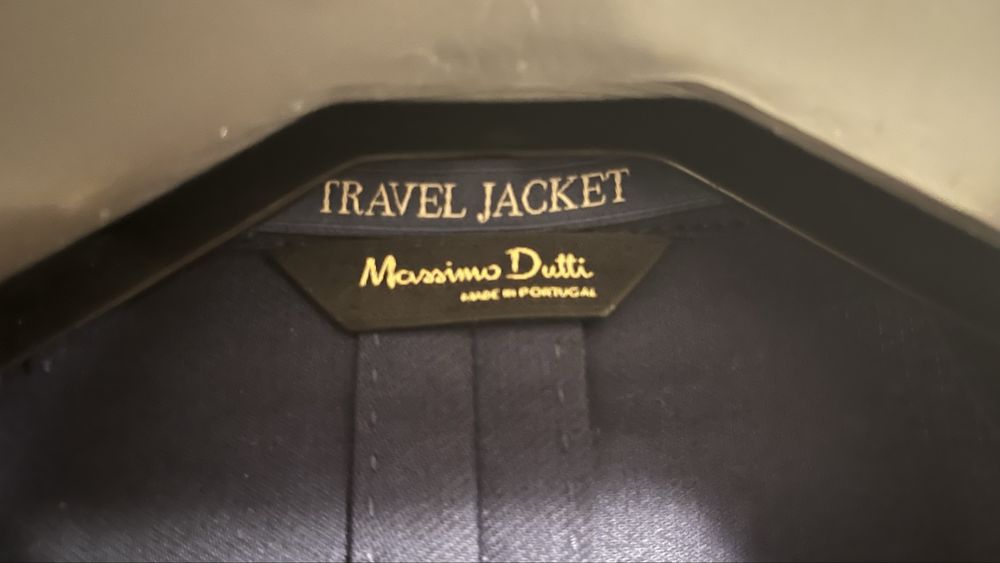 TRAVEL JACKET
Massimo Dutti
MADE IN PORTUGAL